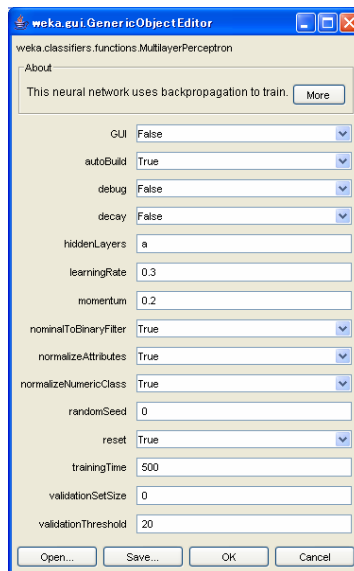 weka.gui.GenericObjectEditor
weka.classifiers.functions.MultilayerPerceptron
About
This neural network uses backpropagation to train. More
GUI False
autoBuild True
debug False
decay False
hiddenLayers a
learningRate 0.3
momentum 0.2
nominalToBinaryFilter True
normalizeAttributes True
normalizeNumericClass True
randomSeed 0
reset True
trainingTime 500
validationSetSize 0
validationThreshold 20
Open... Save... OK Cancel